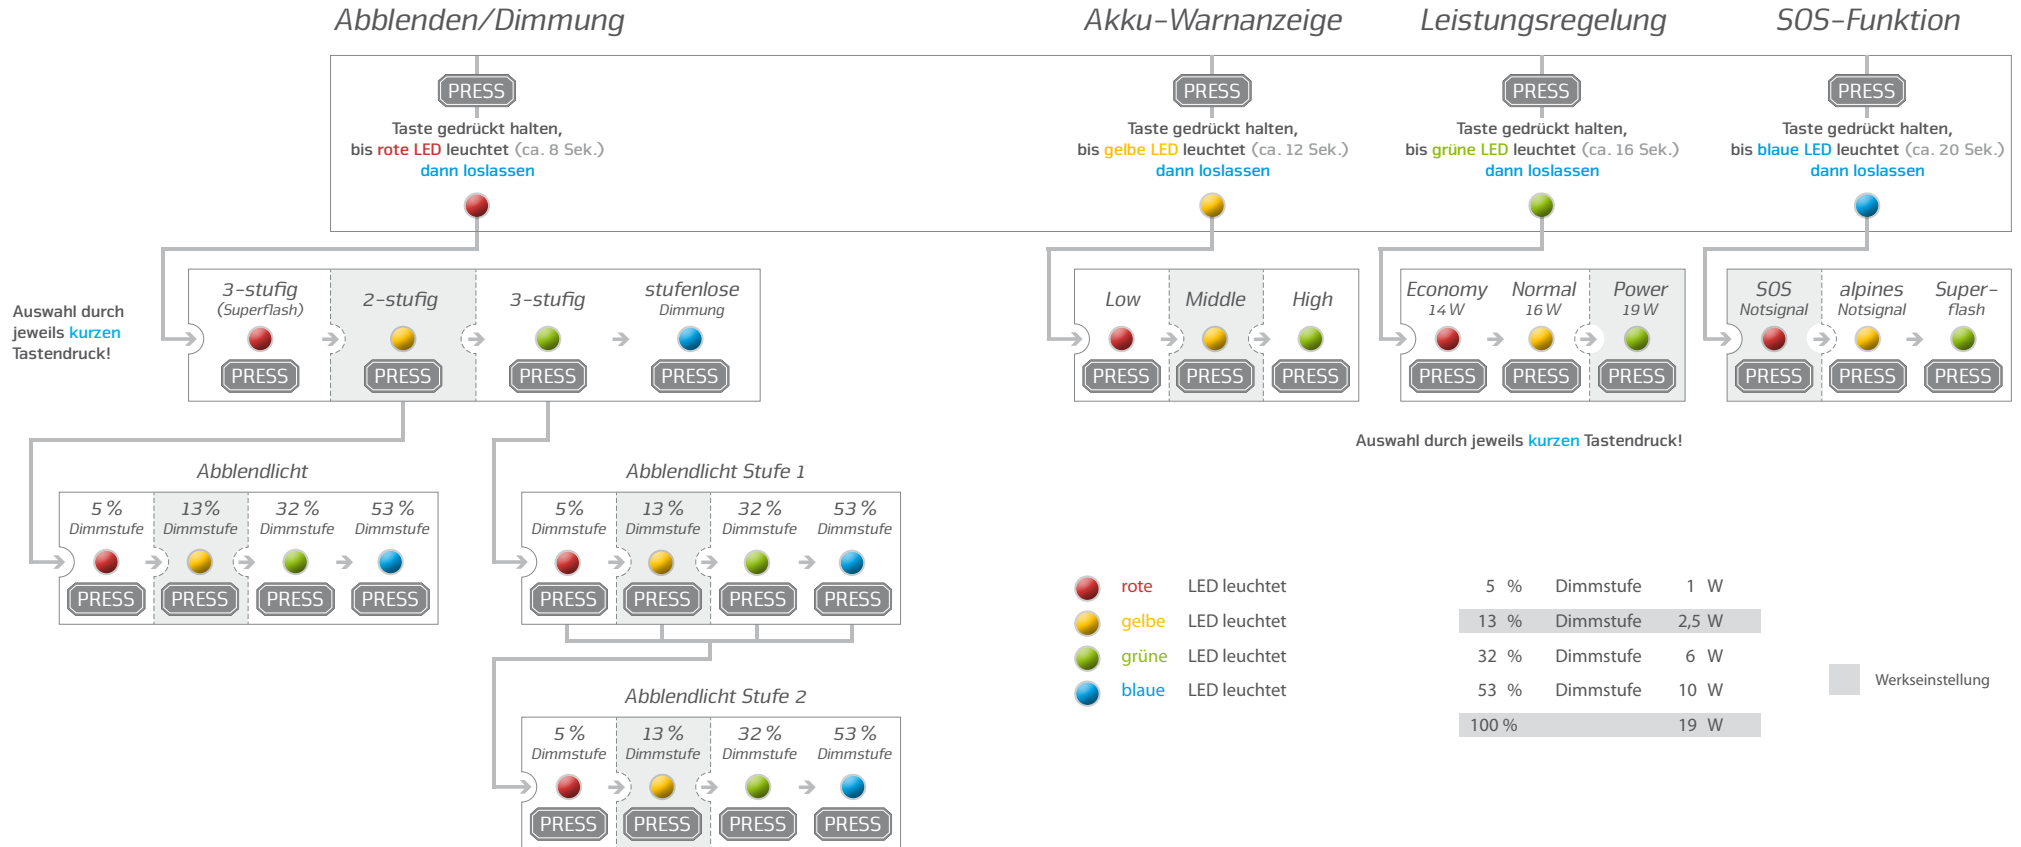 Abblenden/Dimmung
Akku-Warnanzeige
Leistungsregelung
SOS-Funktion
PRESS
Taste gedrückt halten,
bis rote LED leuchtet (ca. 8 Sek.)
dann loslassen
PRESS
Taste gedrückt halten,
bis gelbe LED leuchtet (ca. 12 Sek.)
dann loslassen
PRESS
Taste gedrückt halten,
bis grüne LED leuchtet (ca. 16 Sek.)
dann loslassen
PRESS
Taste gedrückt halten,
bis blaue LED leuchtet (ca. 20 Sek.)
dann loslassen
Auswahl durch
jeweils kurzen
Tastendruck!
3-stufig
(Superflash)
PRESS
2-stufig
PRESS
3-stufig
PRESS
stufenlose
Dimmung
PRESS
Low
PRESS
Middle
PRESS
High
PRESS
Economy
14 W
PRESS
Normal
16 W
PRESS
Power
19 W
PRESS
SOS
Notsignal
PRESS
alpines
Notsignal
PRESS
Super-
flash
PRESS
Auswahl durch jeweils kurzen Tastendruck!
Abblendlicht
5 %
Dimmstufe
PRESS
13%
Dimmstufe
PRESS
32 %
Dimmstufe
PRESS
53 %
Dimmstufe
PRESS
Abblendlicht Stufe 1
5%
Dimmstufe
PRESS
13 %
Dimmstufe
PRESS
32 %
Dimmstufe
PRESS
53 %
Dimmstufe
PRESS
Abblendlicht Stufe 2
5 %
Dimmstufe
PRESS
13 %
Dimmstufe
PRESS
32 %
Dimmstufe
PRESS
53 %
Dimmstufe
PRESS
rote LED leuchtet
gelbe LED leuchtet
grüne LED leuchtet
blaue LED leuchtet
5 % Dimmstufe 1 W
13 % Dimmstufe 2,5 W
32 % Dimmstufe 6 W
53 % Dimmstufe 10 W
100 % 19 W
Werkseinstellung